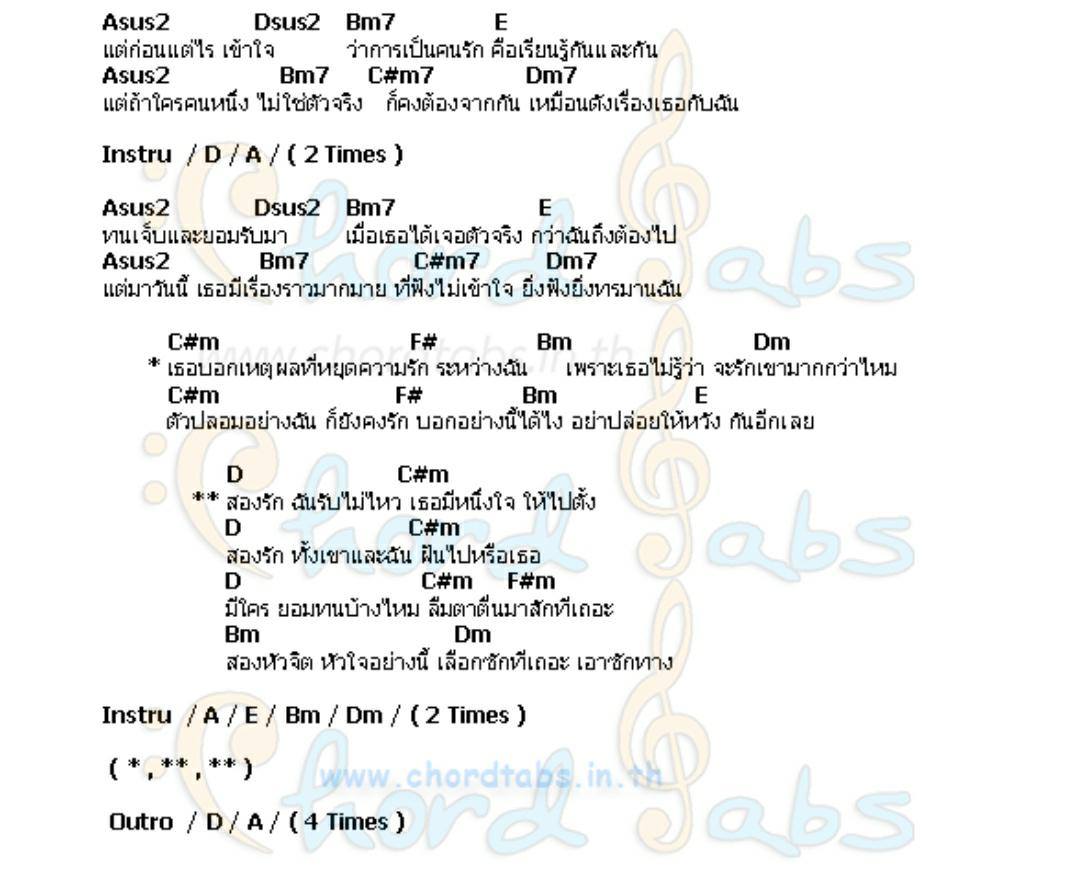 Asus2 Dsus2 Bm7 E
แต่ก่อนแต่ไร เข้าใจ ว่าการเป็นคนรัก คือเรียนรู้กันและกัน
Asus2 Bm7 C#m7 Dm7
แต่ถ้าใครคนหนึ่ง ไม่ใช่ตัวจริง ก็คงต้องจากกัน เหมือนดังเรื่องเธอกับฉัน
Instru / D / A / ( 2 Times )
Asus2 Dsus2 Bm7 E
ทนเจ็บและยอมรับมา เมื่อเธอได้เจอตัวจริง กว่าฉันถึงต้องไป
Asus2 Bm7 C#m7 Dm7
แต่มาวันนี้ เธอมีเรื่องราวมากมาย ที่ฟังไม่เข้าใจ ยิ่งฟังยิ่งทรมานฉัน
C#m F# Bm Dm
* เธอบอกเหตุผลที่หยุดความรัก ระหว่างฉัน เพราะเธอไม่รู้ว่า จะรักเขามากกว่าไหม
C#m F# Bm E
ตัวปลอมอย่างฉัน ก็ยังคงรัก บอกอย่างนี้ได้ไง อย่าปล่อยให้หวัง กันอีกเลย
D C#m
** สองรัก ฉันรับไม่ไหว เธอมีหนึ่งใจ ให้ไปตั้ง
D C#m
สองรัก ทั้งเขาและฉัน ฝันไปหรือเธอ
D C#m F#m
มีใคร ยอมทนบ้างไหม ลืมตาตื่นมาสักทีเถอะ
Bm Dm
สองหัวจิต หัวใจอย่างนี้ เลือกซักทีเถอะ เอาซักทาง
Instru / A / E / Bm / Dm / ( 2 Times )
( * , ** , ** )
www.chordtabs.in.th
Outro / D / A / ( 4 Times )